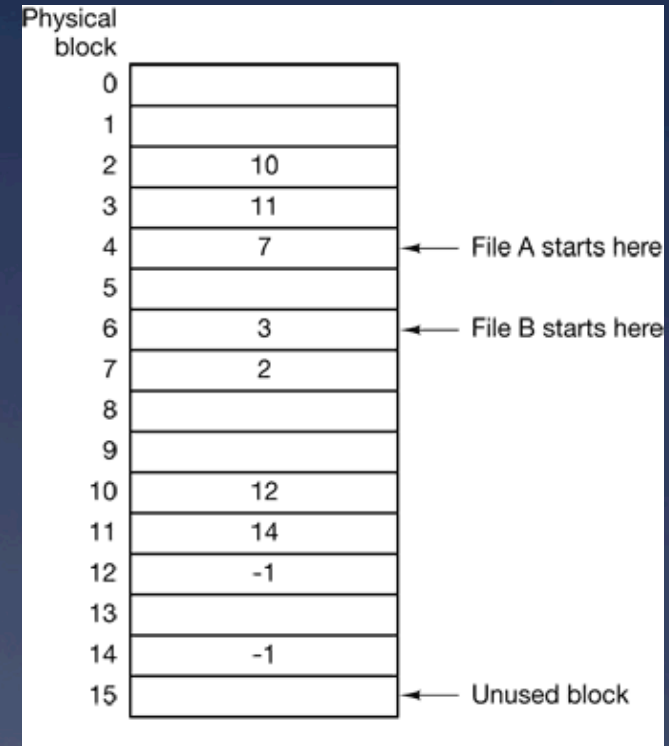 Physical
block
0
1
2 10
3 11
4 7 File A starts here
5
6 3 File B starts here
7 2
8
9
10 12
11 14
12 -1
13
14 -1
15 Unused block